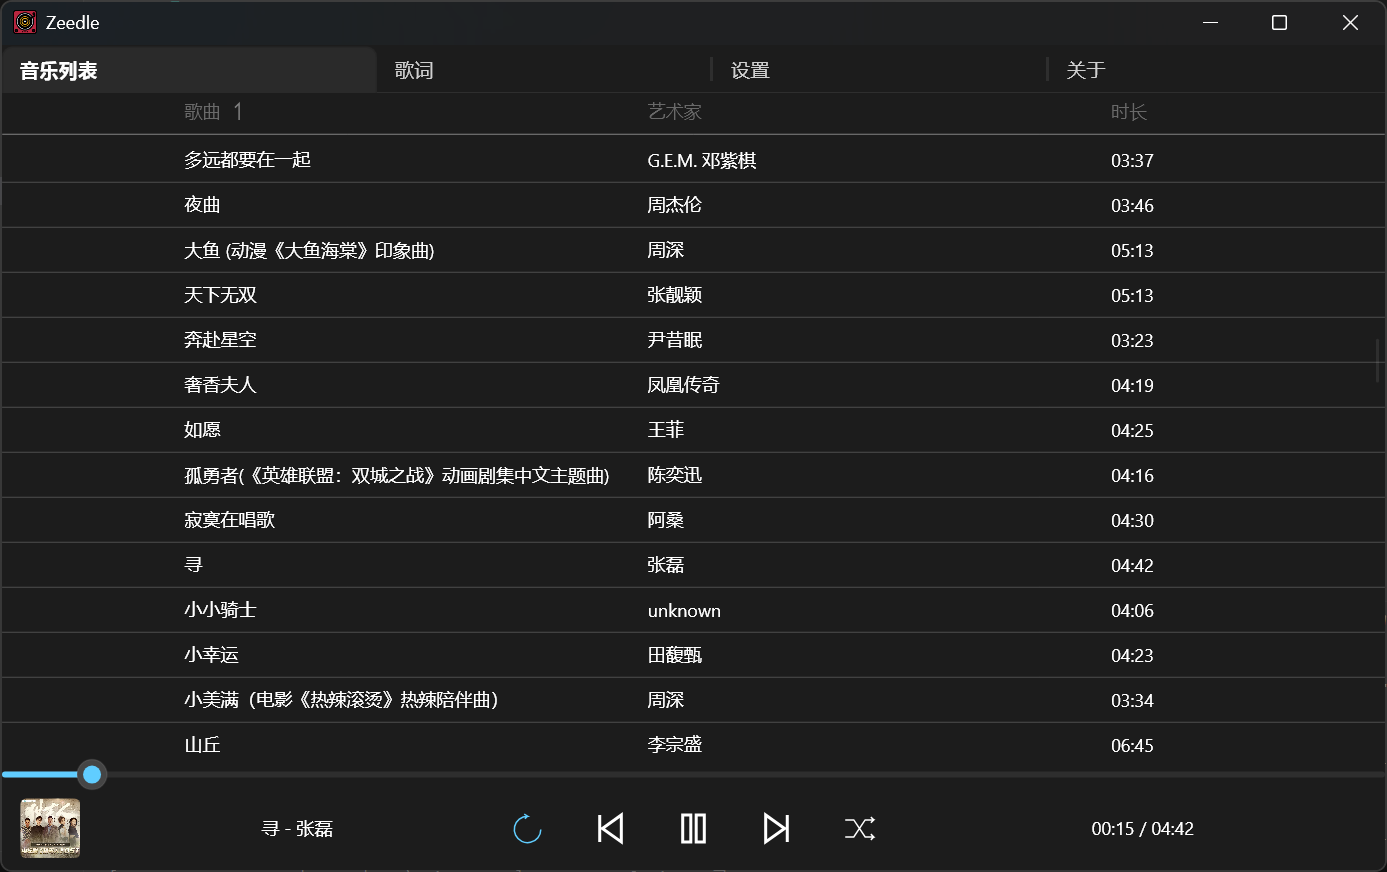 Zeedle
音乐列表 歌词 设置 关于
歌曲 艺术家 时长
多远都要在一起 G.E.M. 邓紫棋 03:37
夜曲 周杰伦 03:46
大鱼 (动漫《大鱼海棠》印象曲) 周深 05:13
天下无双 张靓颖 05:13
奔赴星空 尹昔眠 03:23
奢香夫人 凤凰传奇 04:19
如愿 王菲 04:25
孤勇者(《英雄联盟：双城之战》动画剧集中文主题曲) 陈奕迅 04:16
寂寞在唱歌 阿桑 04:30
寻 张磊 04:42
小小骑士 unknown 04:06
小幸运 田馥甄 04:23
小美满（电影《热辣滚烫》热辣陪伴曲） 周深 03:34
山丘 李宗盛 06:45
寻 - 张磊 00:15 / 04:42